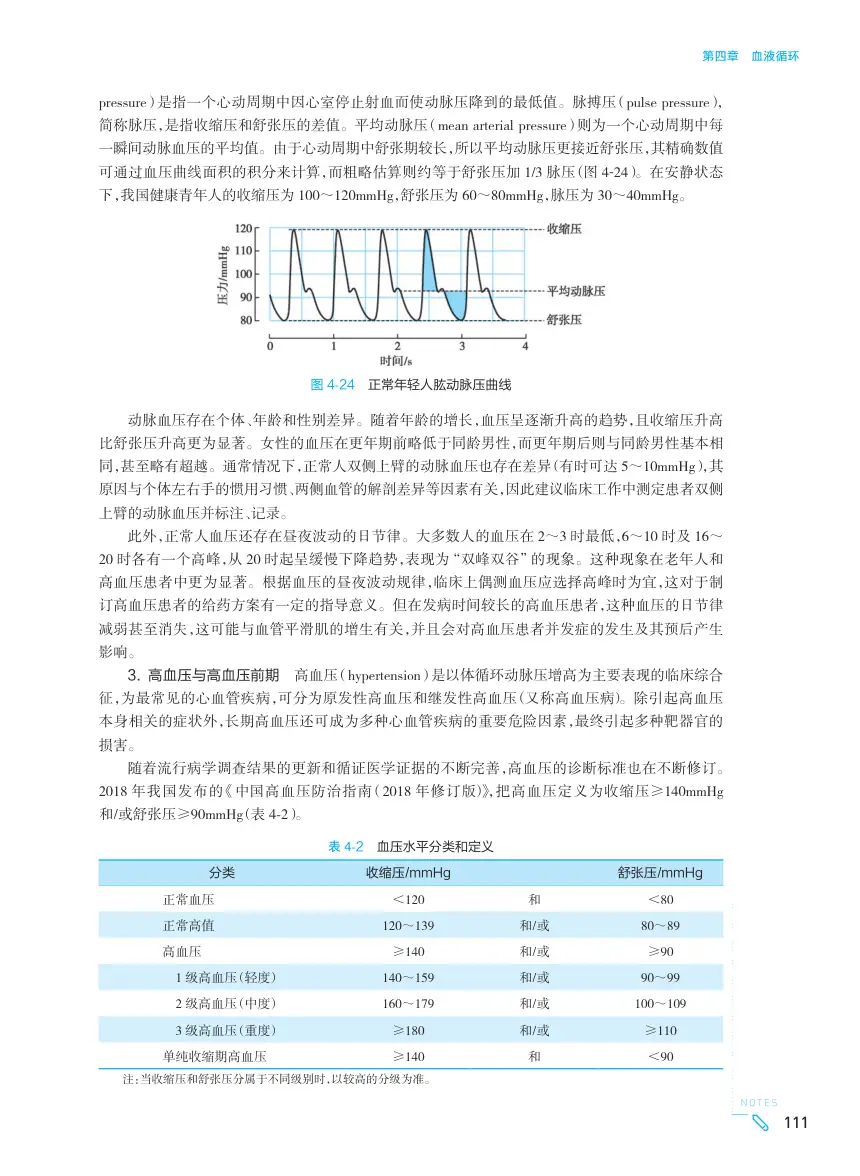 第四章 血液循环
pressure）是指一个心动周期中因心室停止射血而使动脉压降到的最低值。脉搏压（pulse pressure），
简称脉压，是指收缩压和舒张压的差值。平均动脉压（mean arterial pressure）则为一个心动周期中每
一瞬间动脉血压的平均值。由于心动周期中舒张期较长，所以平均动脉压更接近舒张压，其精确数值
可通过血压曲线面积的积分来计算，而粗略估算则约等于舒张压加 1/3 脉压（图 4-24）。在安静状态
下，我国健康青年人的收缩压为 100～120mmHg，舒张压为 60～80mmHg，脉压为 30～40mmHg。
120
110
100
90
80
压力/mmHg
收缩压
平均动脉压
舒张压
0 1 2 3 4
时间/s
图 4-24 正常年轻人肱动脉压曲线
动脉血压存在个体、年龄和性别差异。随着年龄的增长，血压呈逐渐升高的趋势，且收缩压升高
比舒张压升高更为显著。女性的血压在更年期前略低于同龄男性，而更年期后则与同龄男性基本相
同，甚至略有超越。通常情况下，正常人双侧上臂的动脉血压也存在差异（有时可达 5～10mmHg），其
原因与个体左右手的惯用习惯、两侧血管的解剖差异等因素有关，因此建议临床工作中测定患者双侧
上臂的动脉血压并标注、记录。
此外，正常人血压还存在昼夜波动的日节律。大多数人的血压在 2～3 时最低，6～10 时及 16～
20 时各有一个高峰，从 20 时起呈缓慢下降趋势，表现为“双峰双谷”的现象。这种现象在老年人和
高血压患者中更为显著。根据血压的昼夜波动规律，临床上偶测血压应选择高峰时为宜，这对于制
订高血压患者的给药方案有一定的指导意义。但在发病时间较长的高血压患者，这种血压的日节律
减弱甚至消失，这可能与血管平滑肌的增生有关，并且会对高血压患者并发症的发生及其预后产生
影响。
3. 高血压与高血压前期 高血压（hypertension）是以体循环动脉压增高为主要表现的临床综合
征，为最常见的心血管疾病，可分为原发性高血压和继发性高血压（又称高血压病）。除引起高血压
本身相关的症状外，长期高血压还可成为多种心血管疾病的重要危险因素，最终引起多种靶器官的
损害。
随着流行病学调查结果的更新和循证医学证据的不断完善，高血压的诊断标准也在不断修订。
2018 年我国发布的《中国高血压防治指南（2018 年修订版）》，把高血压定义为收缩压≥140mmHg
和/或舒张压≥90mmHg（表 4-2）。
表 4-2 血压水平分类和定义
分类 收缩压/mmHg 舒张压/mmHg
正常血压 ＜120 和 ＜80
正常高值 120～139 和/或 80～89
高血压 ≥140 和/或 ≥90
1 级高血压（轻度） 140～159 和/或 90～99
2 级高血压（中度） 160～179 和/或 100～109
3 级高血压（重度） ≥180 和/或 ≥110
单纯收缩期高血压 ≥140 和 ＜90
注：当收缩压和舒张压分属于不同级别时，以较高的分级为准。
NOTES
111